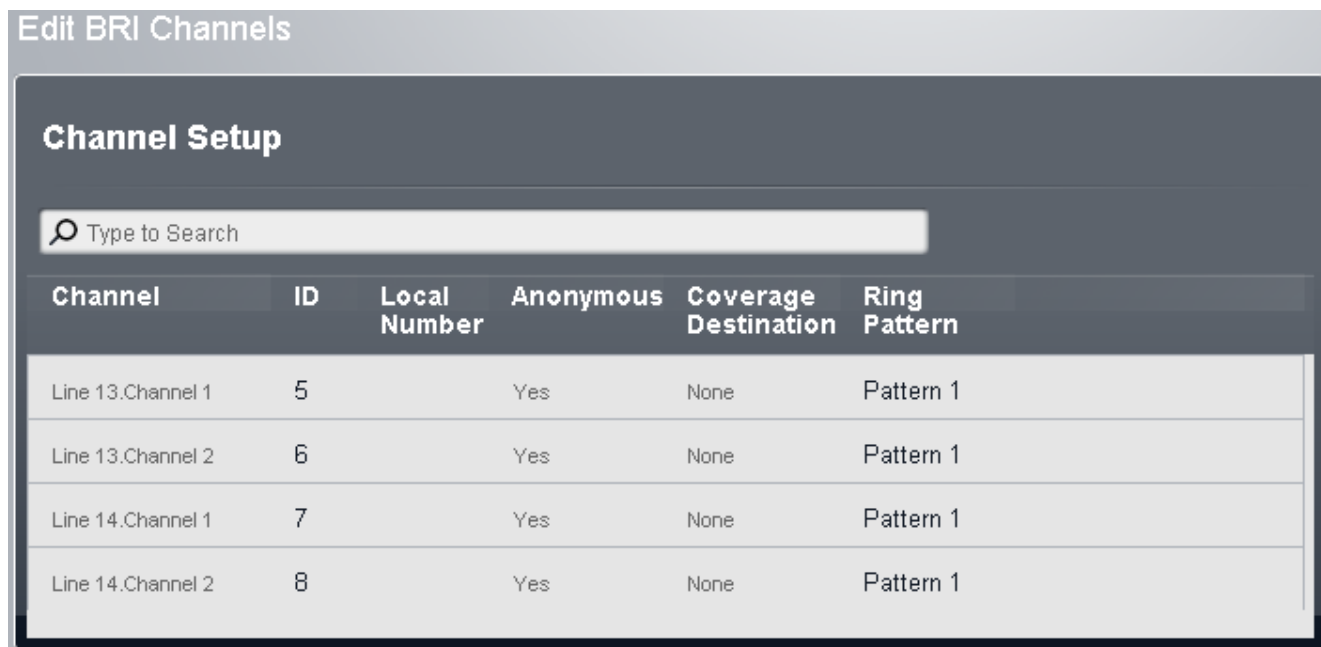 Edit BRI Channels
Channel Setup
Type to Search
Channel ID Local Number Anonymous Coverage Destination Ring Pattern
Line 13.Channel 1 5 Yes None Pattern 1
Line 13.Channel 2 6 Yes None Pattern 1
Line 14.Channel 1 7 Yes None Pattern 1
Line 14.Channel 2 8 Yes None Pattern 1